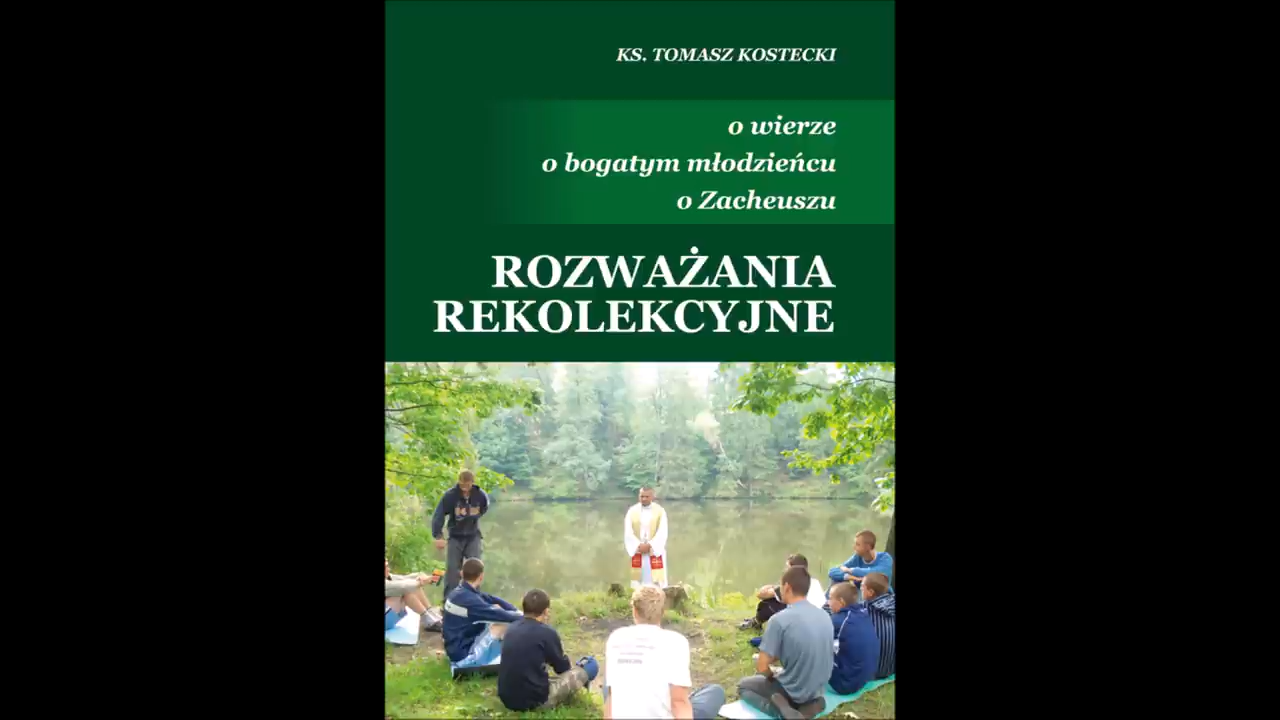 KS. TOMASZ KOSTECKI
o wierze
o bogatym młodzieńcu
o Zacheuszu
ROZWAŻANIA
REKOLEKCYJNE